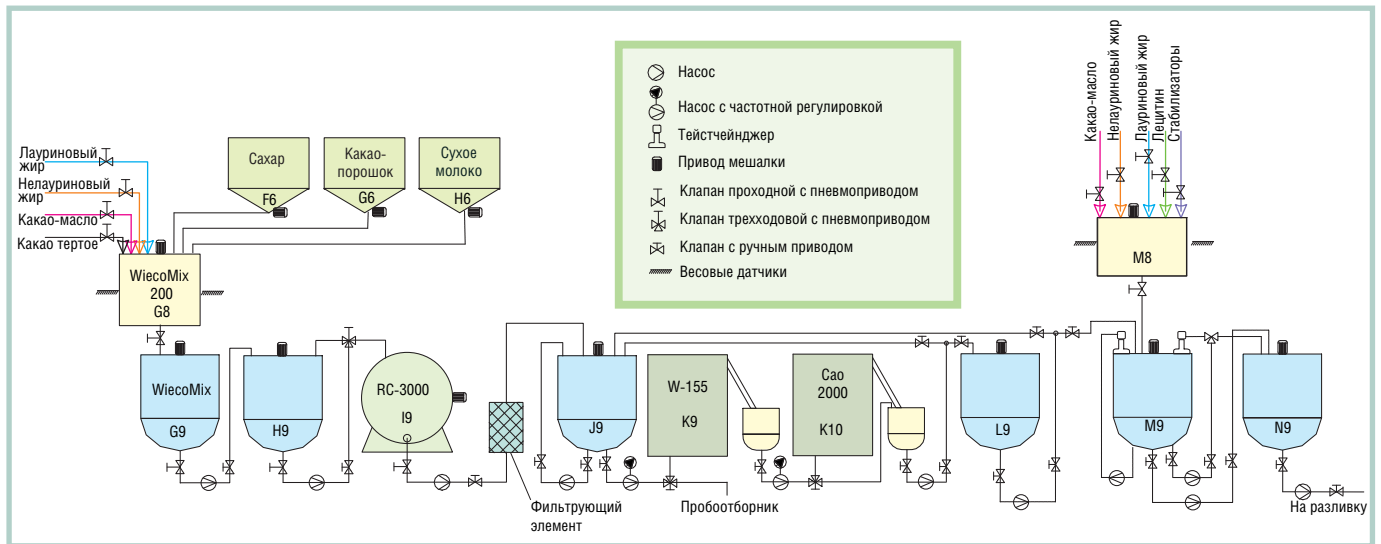 Лауриновый
жир
Нелауриновый
жир
Какао-масло
Какао тертое
Сахар
F6
Какао-
порошок
G6
Сухое
молоко
H6
WiecoMix
200
G8
Насос
Насос с частотной регулировкой
Тейстчейнджер
Привод мешалки
Клапан проходной с пневмоприводом
Клапан трехходовой с пневмоприводом
Клапан с ручным приводом
Весовые датчики
Какао-масло
Нелауриновый жир
Лауриновый жир
Лецитин
Стабилизаторы
M8
WiecoMix
G9
H9
RC-3000
I9
J9
W-155
K9
Cao
2000
K10
L9
M9
N9
Фильтрующий
элемент
Пробоотборник
На разливку